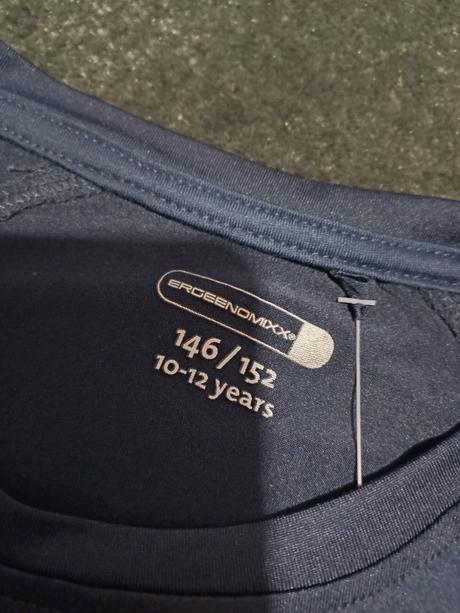 ERGEENOMIXX®
146/152
10-12 years